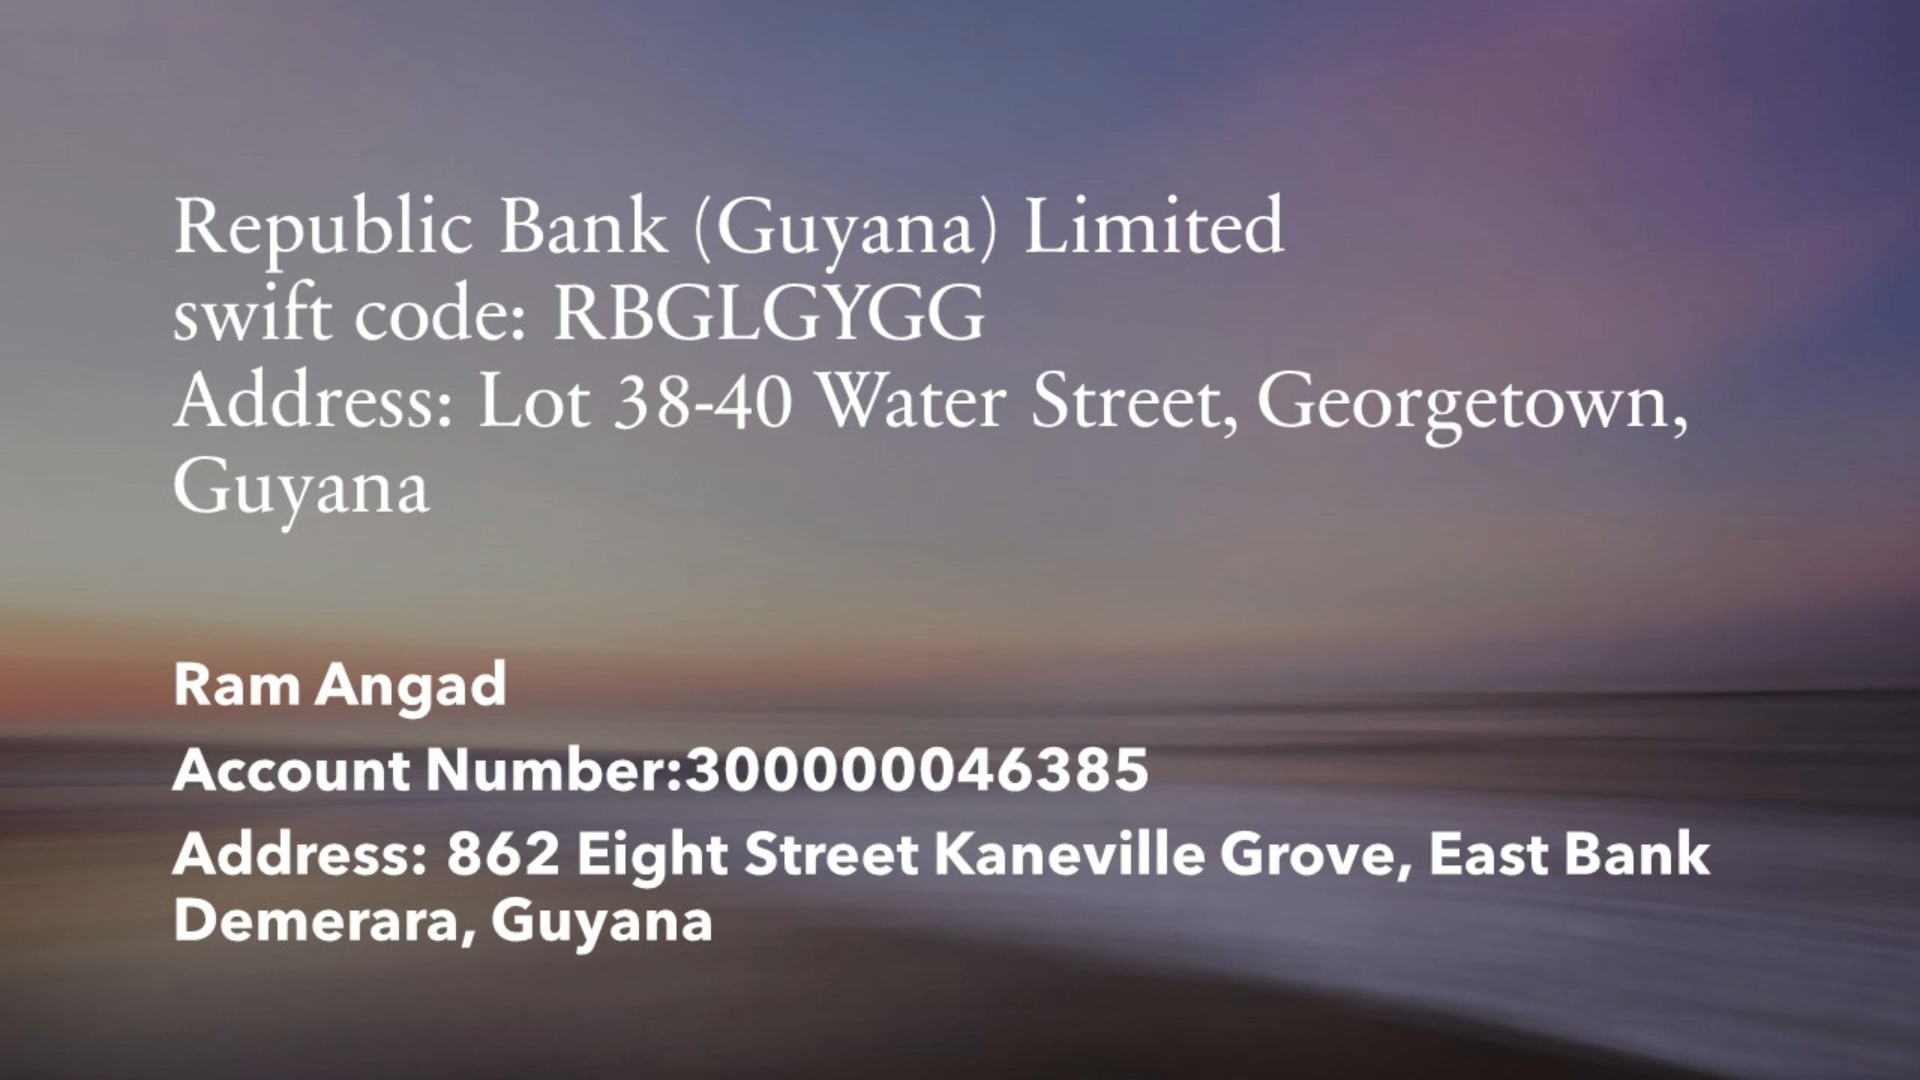 Republic Bank (Guyana) Limited
swift code: RBGLGYGG
Address: Lot 38-40 Water Street, Georgetown,
Guyana
Ram Angad
Account Number:300000046385
Address: 862 Eight Street Kaneville Grove, East Bank
Demerara, Guyana